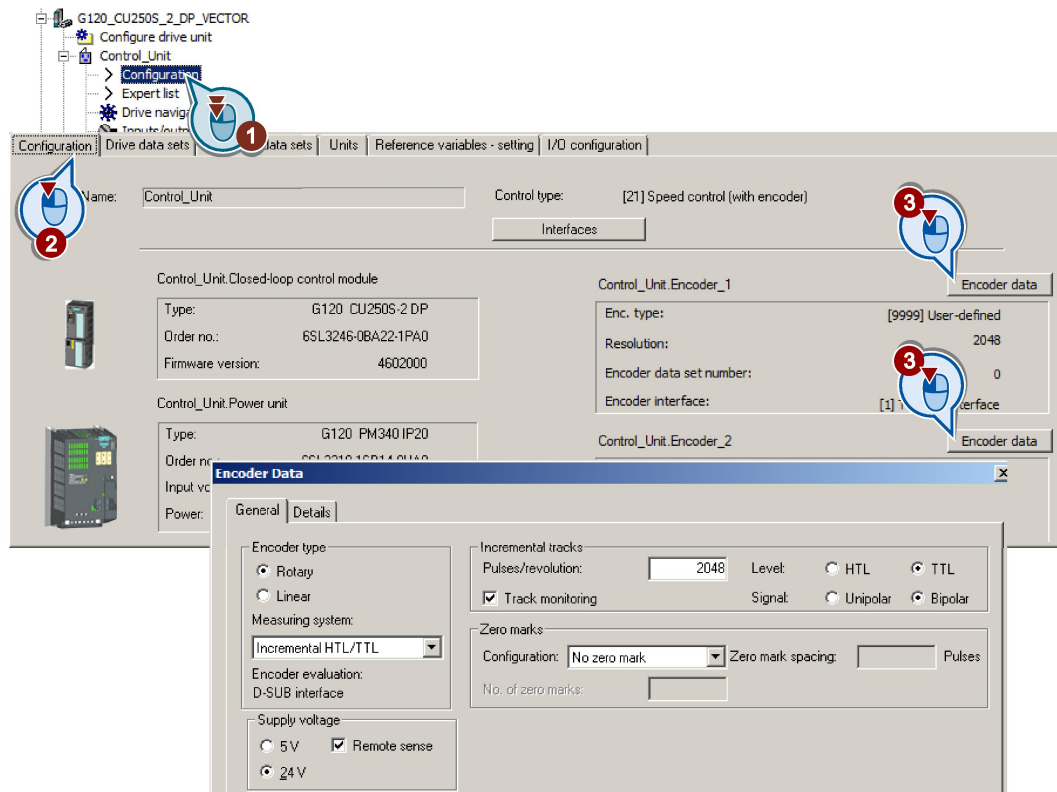 G120_CU250S_2_DP_VECTOR
Configure drive unit
Control_Unit
Configuration
Expert list
Drive
1
Configuration Drive data sets data sets Units Reference variables - setting I/O configuration
Name: Control_Unit Control type: [21] Speed control (with encoder)
2
3
Interfaces
Control_Unit.Closed-loop control module
Type: G120 CU250S-2 DP
Order no.: 6SL3246-0BA22-1PA0
Firmware version: 4602000
Control_Unit.Encoder_1 Encoder data
Enc. type: [9999] User-defined
Resolution: 2048
Encoder data set number: 0
Encoder interface: [1]
3
Control_Unit.Power unit
Type: G120 PM340 IP20
Order
Input
Power:
Control_Unit.Encoder_2 Encoder data
Encoder Data
General Details
Encoder type
Rotary
Linear
Measuring system:
Incremental HTL/TTL
Encoder evaluation:
D-SUB interface
Supply voltage
5 V Remote sense
24 V
Incremental tracks
Pulses/revolution: 2048 Level: HTL TTL
Track monitoring Signal: Unipolar Bipolar
Zero marks
Configuration: No zero mark Zero mark spacing: Pulses
No. of zero marks: